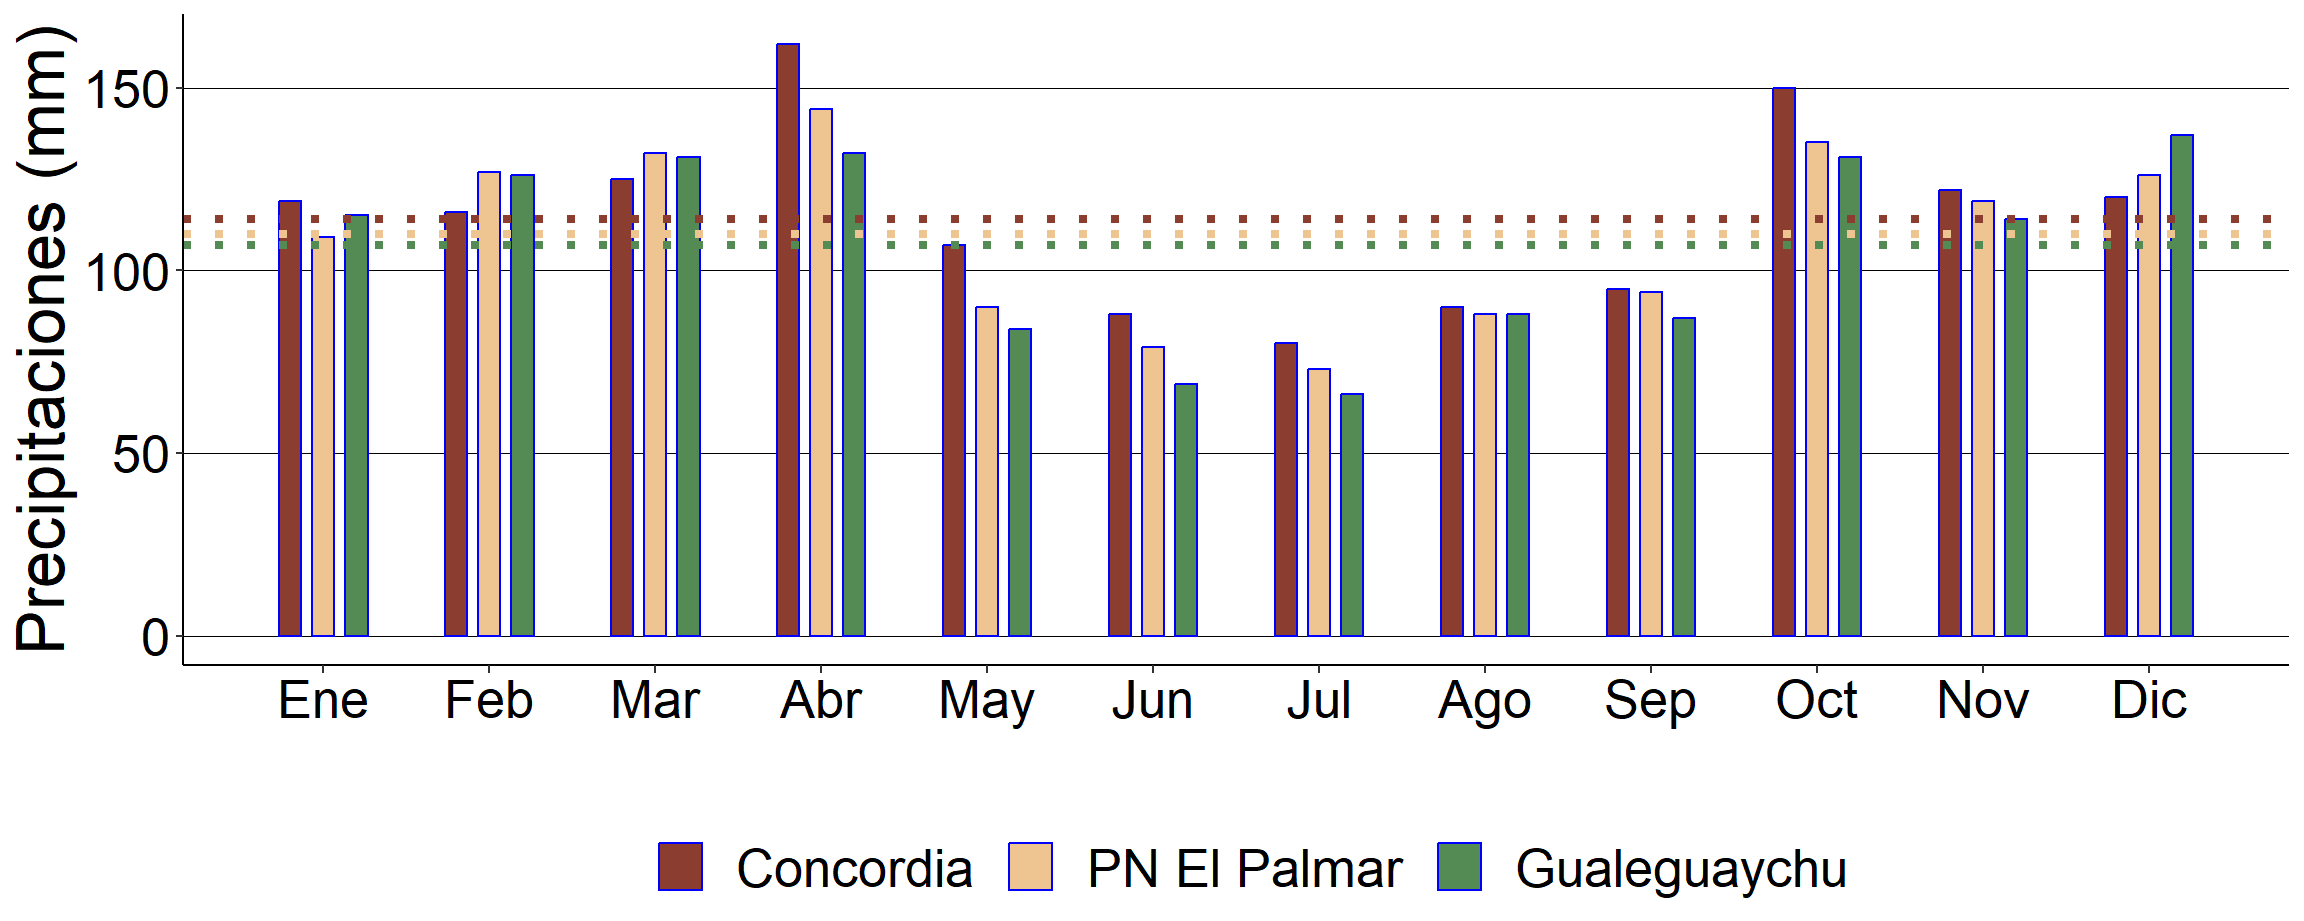 Precipitaciones (mm)
150
100
50
0
Ene Feb Mar Abr May Jun Jul Ago Sep Oct Nov Dic
Concordia PN El Palmar Gualeguaychu